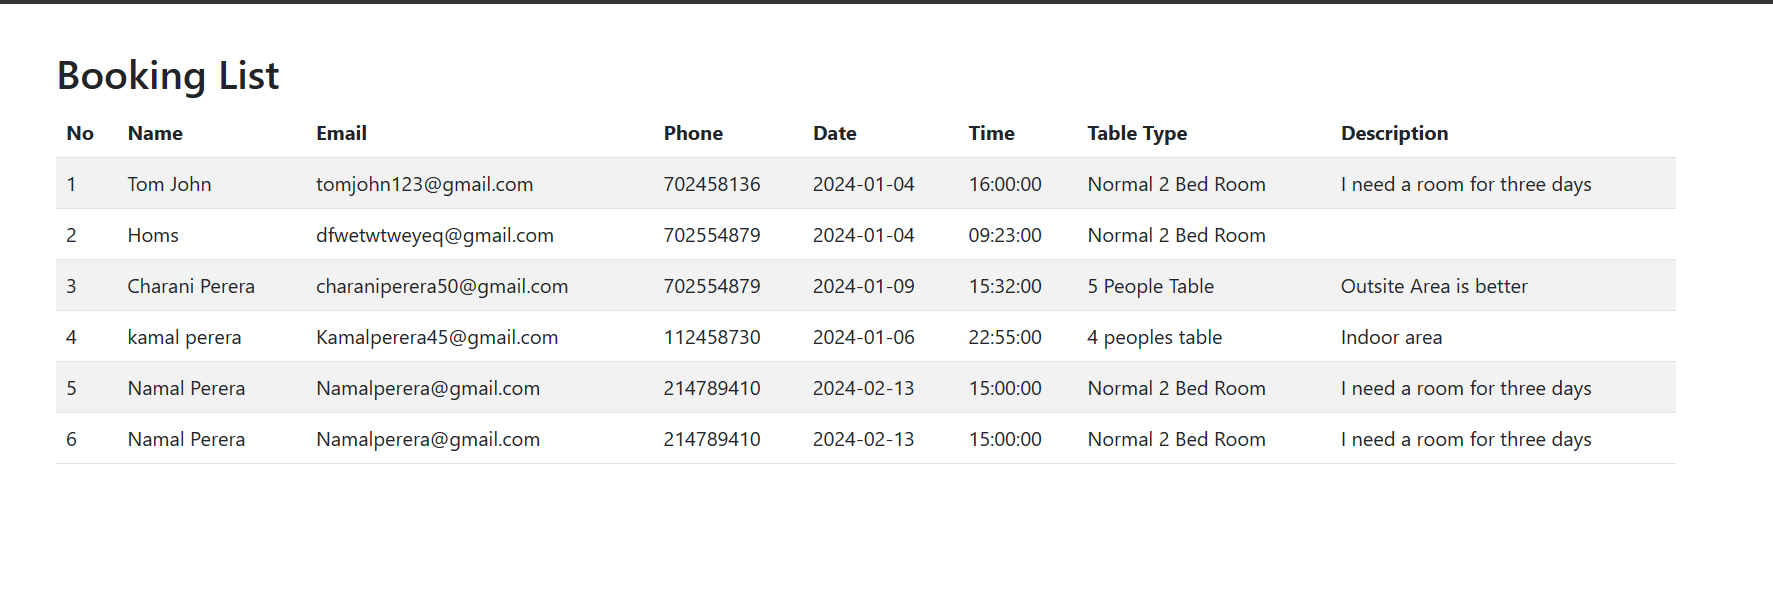 Booking List
No Name Email Phone Date Time Table Type Description
1 Tom John tomjohn123@gmail.com 702458136 2024-01-04 16:00:00 Normal 2 Bed Room I need a room for three days
2 Homs dfwetwtweyeq@gmail.com 702554879 2024-01-04 09:23:00 Normal 2 Bed Room
3 Charani Perera charaniperera50@gmail.com 702554879 2024-01-09 15:32:00 5 People Table Outsite Area is better
4 kamal perera Kamalperera45@gmail.com 112458730 2024-01-06 22:55:00 4 peoples table Indoor area
5 Namal Perera Namalperera@gmail.com 214789410 2024-02-13 15:00:00 Normal 2 Bed Room I need a room for three days
6 Namal Perera Namalperera@gmail.com 214789410 2024-02-13 15:00:00 Normal 2 Bed Room I need a room for three days